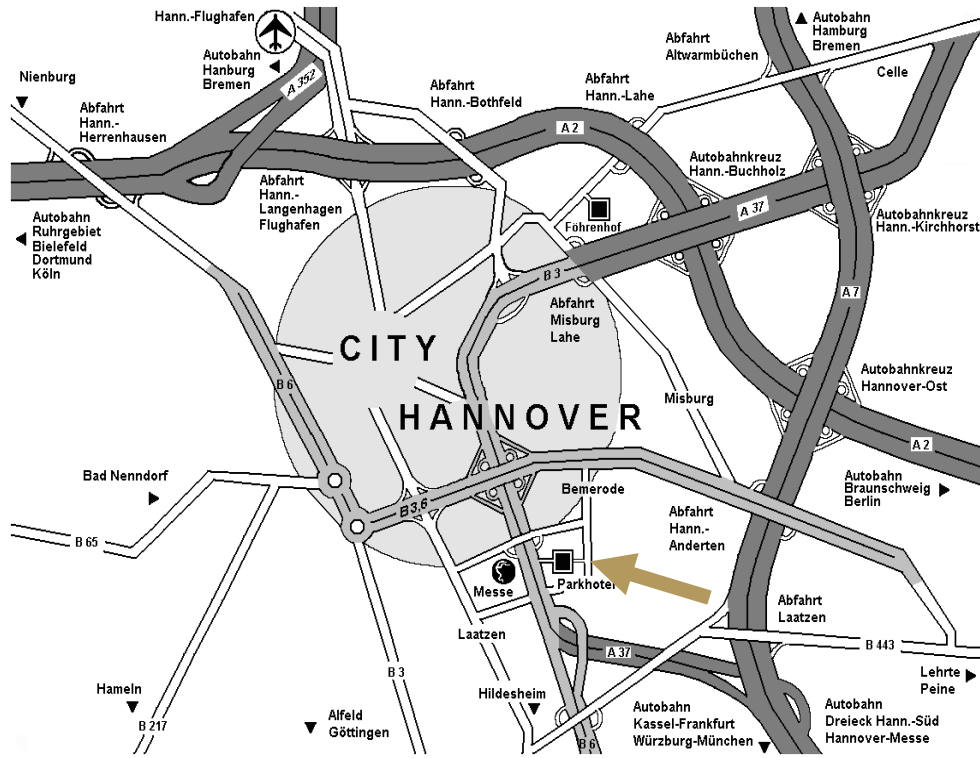 Hann.-Flughafen
Autobahn
Hamburg
Bremen
Abfahrt
Altwarmbüchen
Autobahn
Hanburg
Bremen
Celle
Nienburg
A 352
Abfahrt
Hann.-Bothfeld
Abfahrt
Hann.-Lahe
Abfahrt
Hann.-
Herrenhausen
A 2
Autobahnkreuz
Hann.-Buchholz
Abfahrt
Hann.-
Langenhagen
Flughafen
Föhrenhof
A 37
Autobahnkreuz
Hann.-Kirchhorst
Autobahn
Ruhrgebiet
Bielefeld
Dortmund
Köln
B 3
A 7
Abfahrt
Misburg
Lahe
CITY
B 6
Autobahnkreuz
Hannover-Ost
HANNOVER
Misburg
A 2
Bad Nenndorf
Autobahn
Braunschweig
Berlin
Bemerode
B 3,6
Abfahrt
Hann.-
Anderten
B 65
Messe
Parkhotel
Abfahrt
Laatzen
Laatzen
A 37
B 443
B 3
Lehrte
Peine
Hameln
Hildesheim
B 217
Alfeld
Göttingen
Autobahn
Kassel-Frankfurt
Würzburg-München
Autobahn
Dreieck Hann.-Süd
Hannover-Messe
B 6